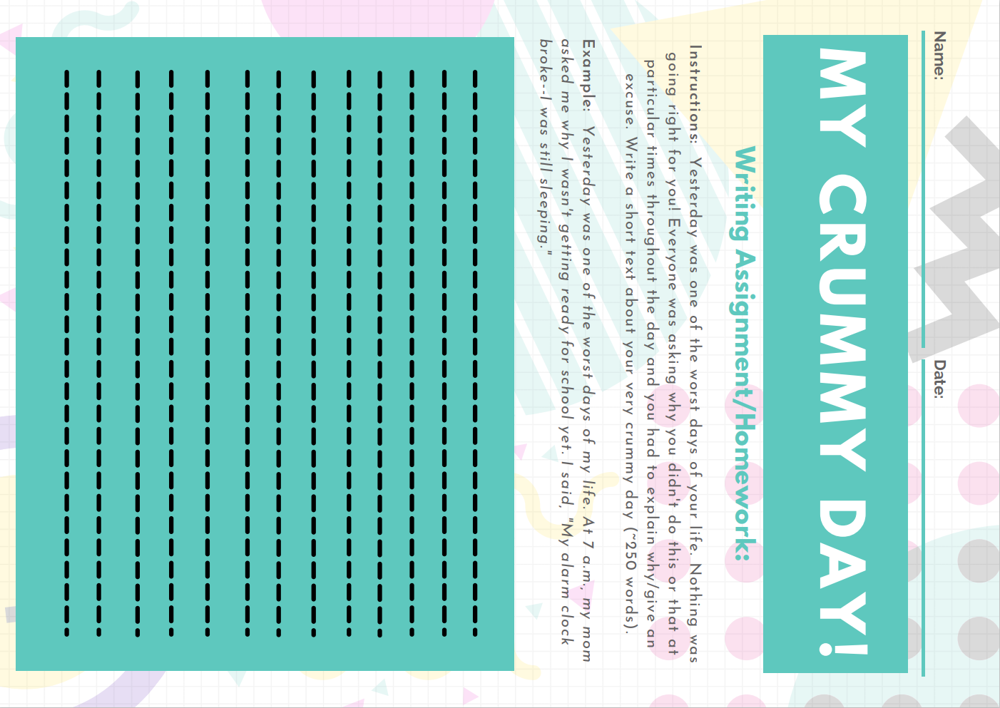 Name:
Date:
MY CRUMMY DAY!
Writing Assignment/Homework:
Instructions: Yesterday was one of the worst days of your life. Nothing was
going right for you! Everyone was asking why you didn't do this or that at
particular times throughout the day and you had to explain why/give an
excuse. Write a short text about your very crummy day (~250 words).
Example: Yesterday was one of the worst days of my life. At 7 a.m., my mom
asked me why I wasn't getting ready for school yet. I said, "My alarm clock
broke--I was still sleeping."